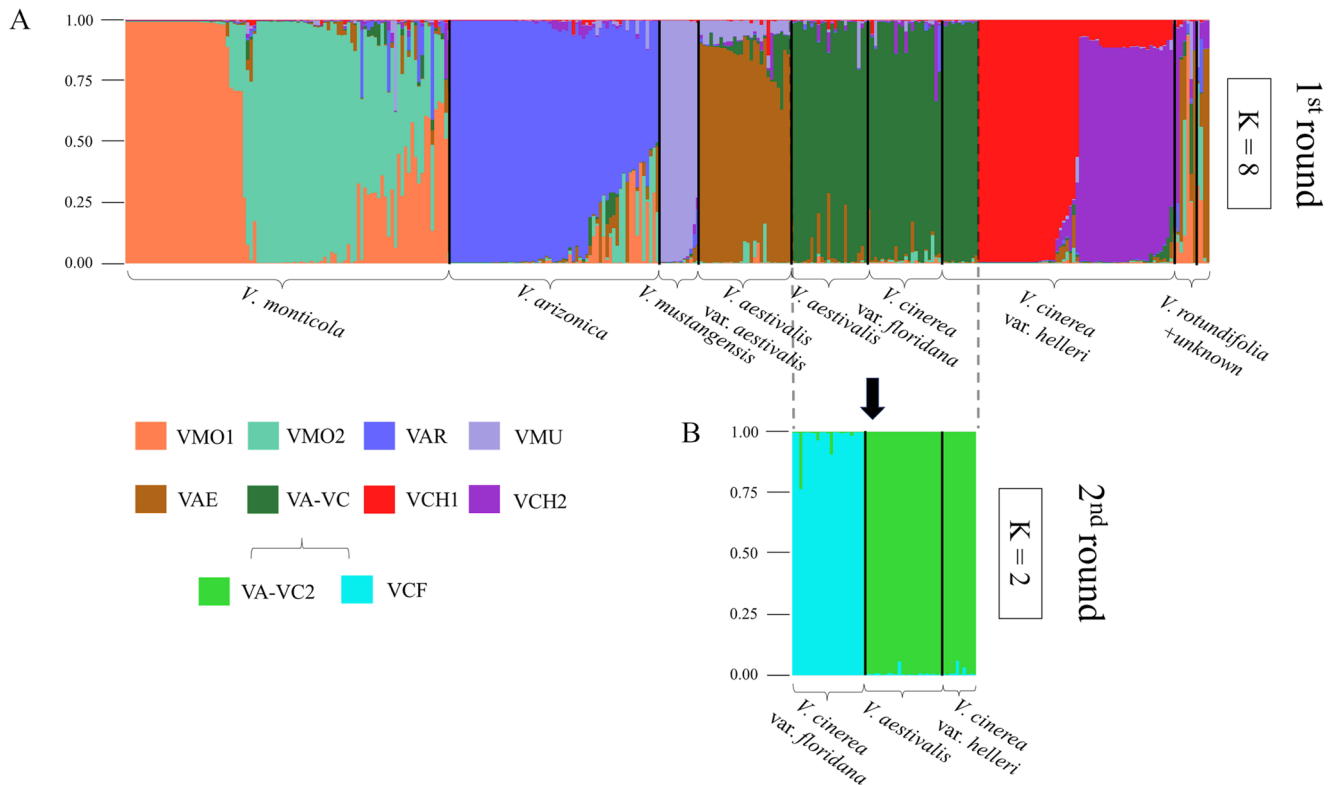 A
1.00
0.75
0.50
0.25
0.00
K = 8
1st round
V. monticola
V. arizonica
V. mustangensis
V. aestivalis
var. aestivalis
V. aestivalis
V. cinerea
var. floridana
V. cinerea
var. helleri
V. rotundifolia
+unknown
VMO1 VMO2 VAR VMU
VAE VA-VC VCH1 VCH2
VA-VC2 VCF
B
1.00
0.75
0.50
0.25
0.00
K = 2
2nd round
V. cinerea
var. floridana
V. aestivalis
V. cinerea
var. helleri